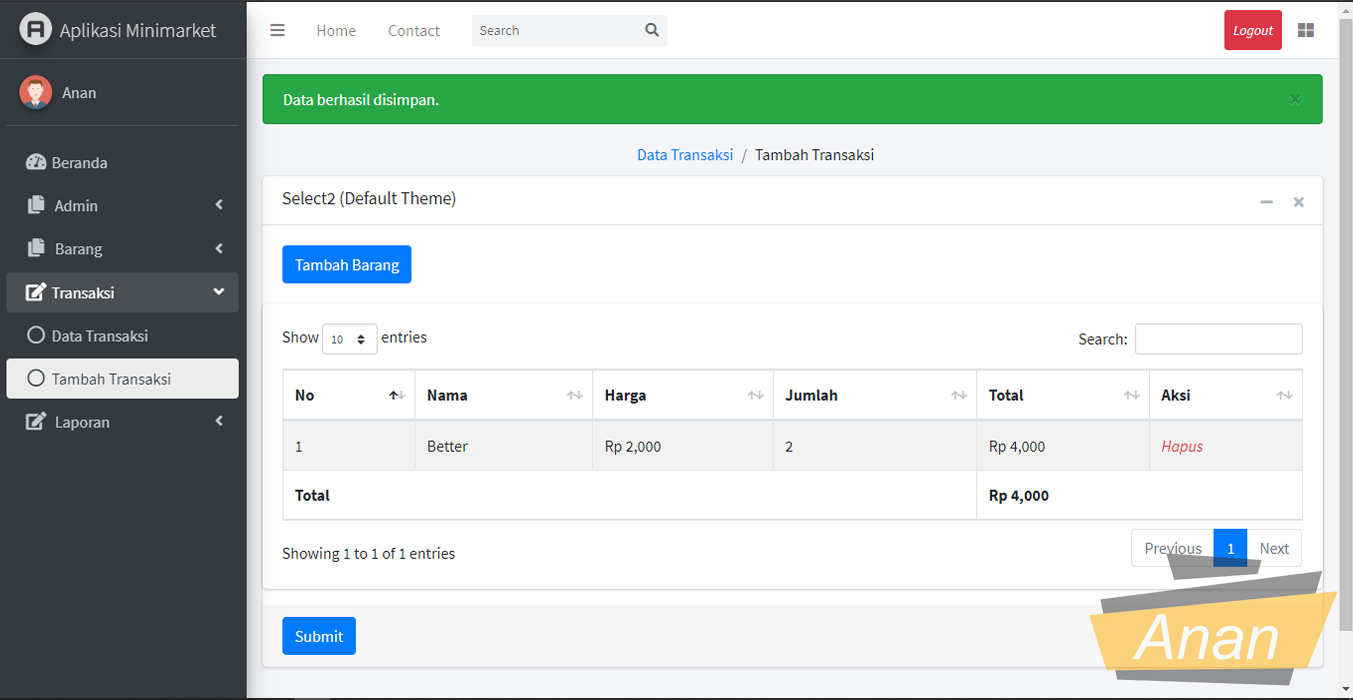 Aplikasi Minimarket
Anan
Beranda
Admin
Barang
Transaksi
Data Transaksi
Tambah Transaksi
Laporan
Home Contact Search Logout
Data berhasil disimpan. ×
Data Transaksi / Tambah Transaksi
Select2 (Default Theme)
Tambah Barang
Show 10 entries Search:
No Nama Harga Jumlah Total Aksi
1 Better Rp 2,000 2 Rp 4,000 Hapus
Total Rp 4,000
Showing 1 to 1 of 1 entries Previous 1 Next
Submit
Anan